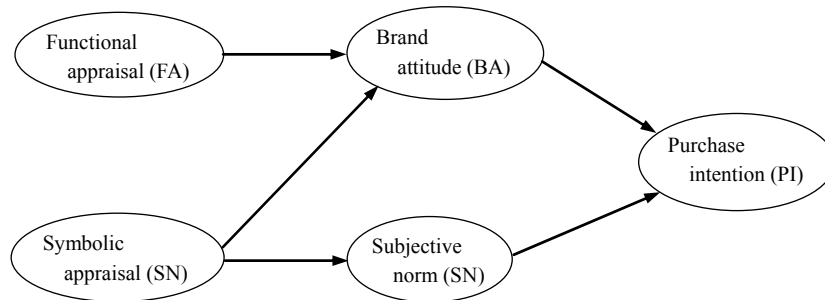 Functional
appraisal (FA)
Brand
attitude (BA)
Purchase
intention (PI)
Symbolic
appraisal (SN)
Subjective
norm (SN)